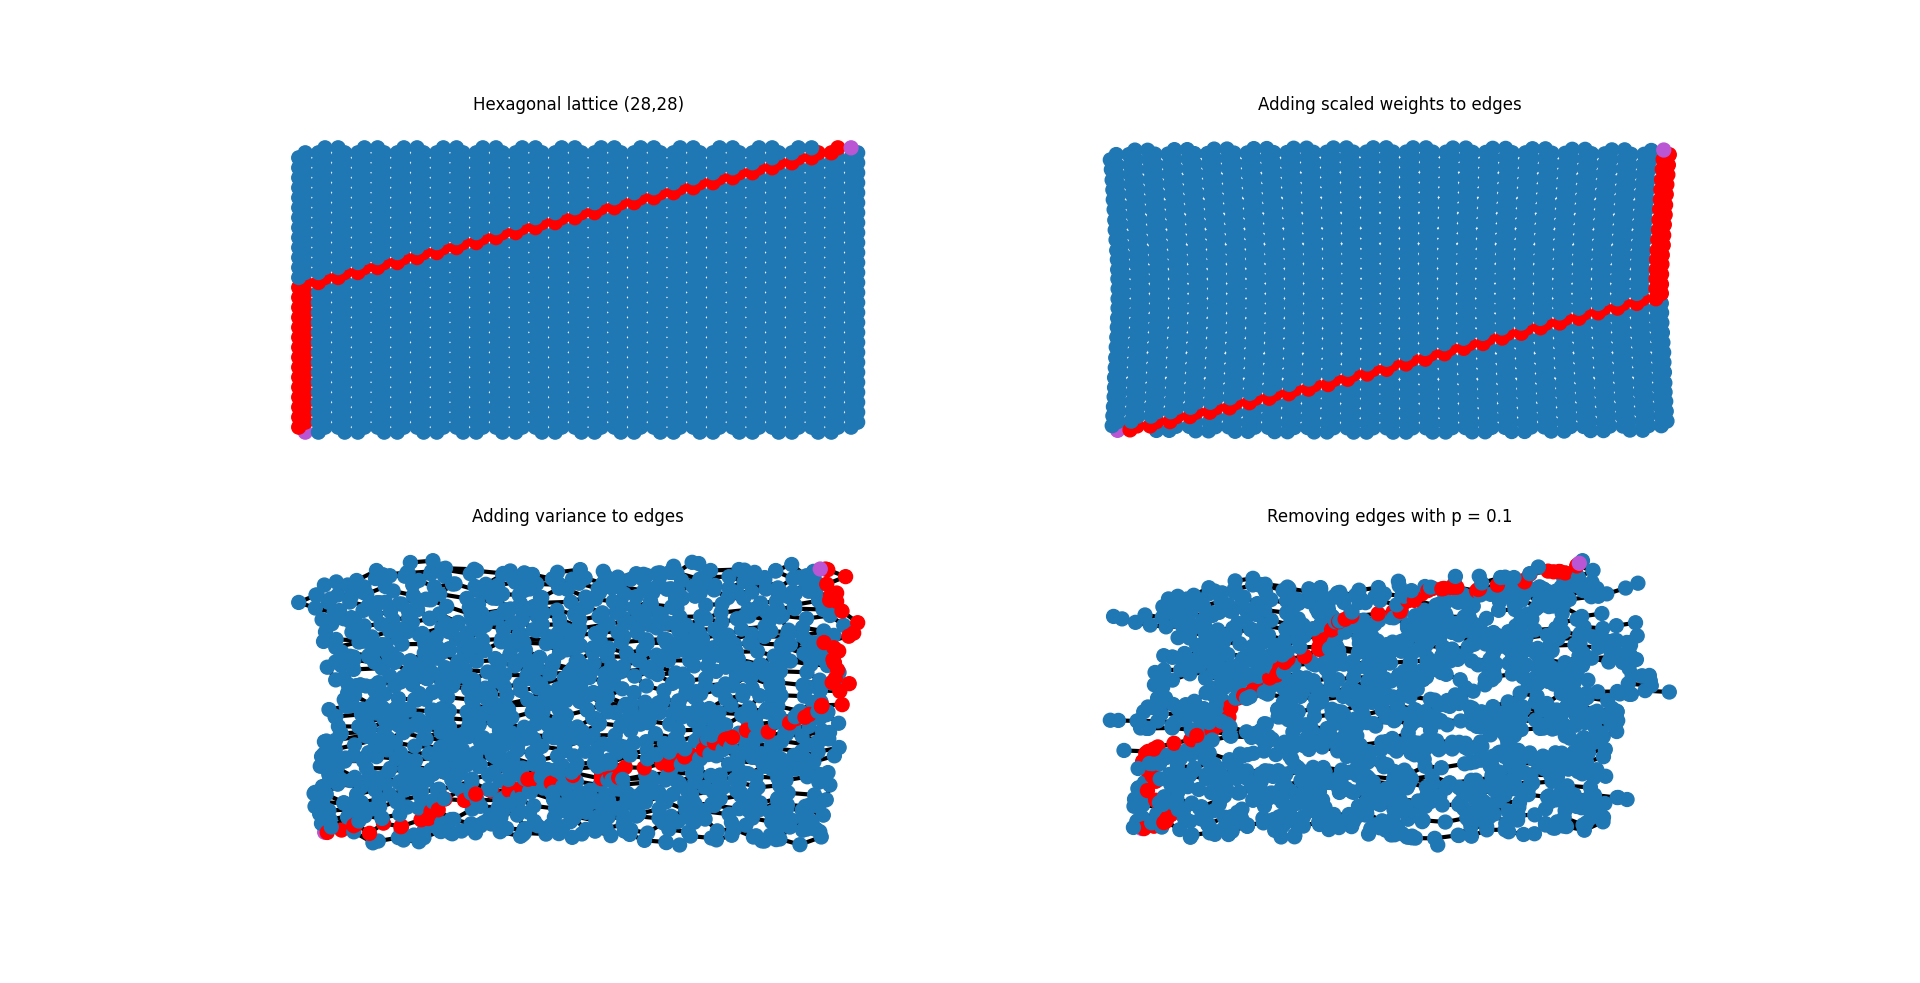 Hexagonal lattice (28,28)
Adding scaled weights to edges
Adding variance to edges
Removing edges with p = 0.1